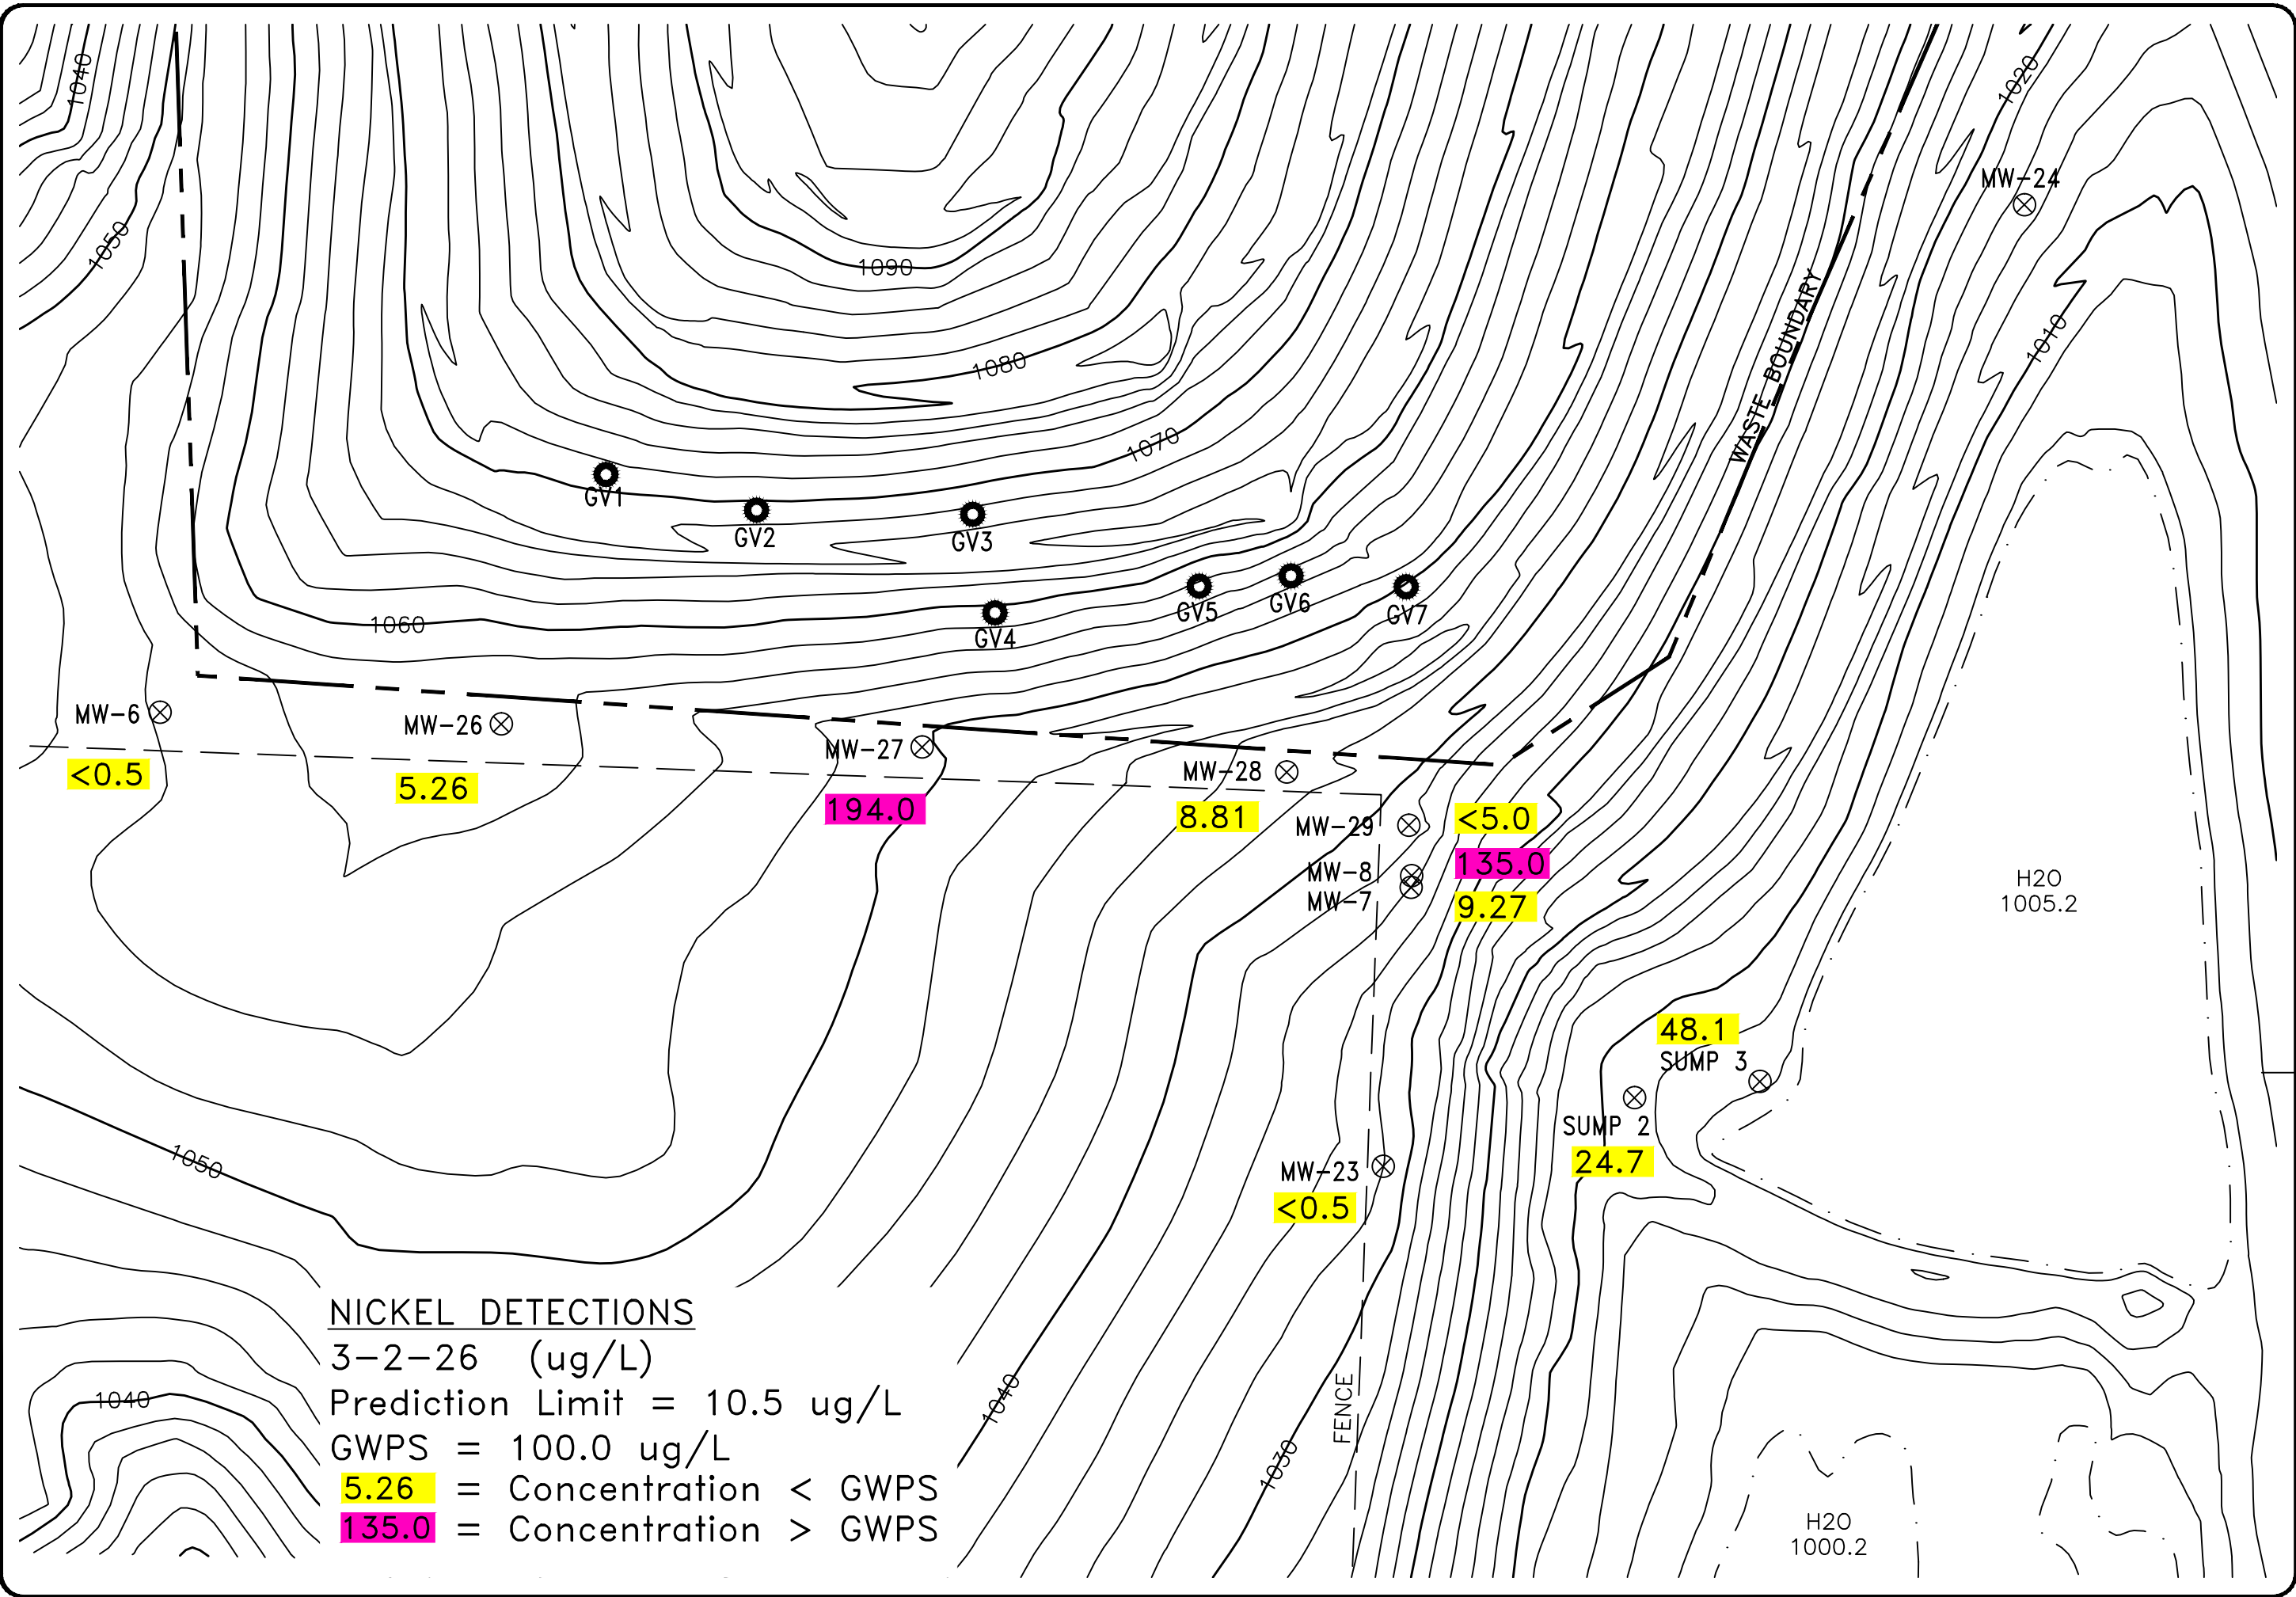 1040
1020
MW-24
1050
1090
WASTE BOUNDARY
1010
1080
1070
GV1
GV2
GV3
GV5
GV6
GV7
1060
GV4
MW-6
MW-26
MW-27
MW-28
<0.5
5.26
194.0
8.81
MW-29
<5.0
MW-8
135.0
MW-7
9.27
H2O
1005.2
48.1
SUMP 3
SUMP 2
24.7
1050
MW-23
<0.5
NICKEL DETECTIONS
3-2-26 (ug/L)
Prediction Limit = 10.5 ug/L
GWPS = 100.0 ug/L
5.26 = Concentration < GWPS
135.0 = Concentration > GWPS
1040
1040
FENCE
1030
H2O
1000.2